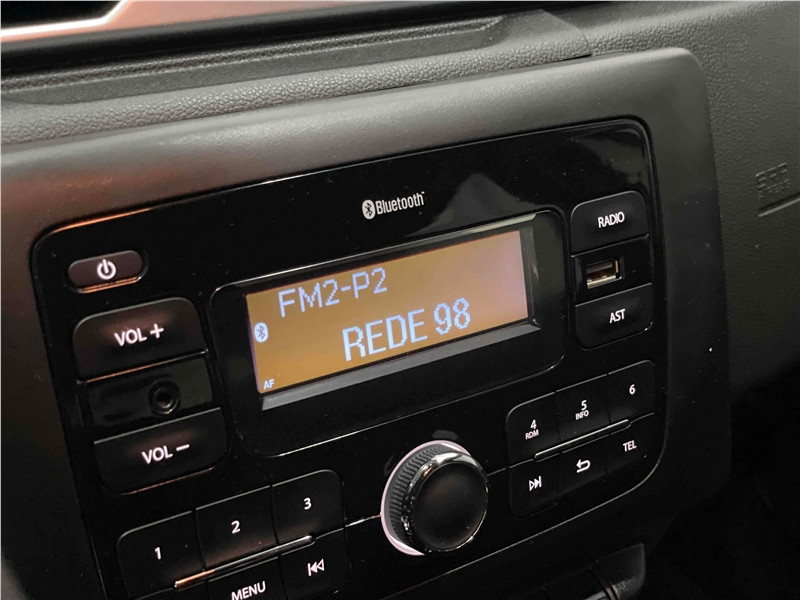 Bluetooth
RADIO
FM2-P2
REDE 98
AF
VOL +
AST
VOL −
1
2
3
4
RDM
5
INFO
6
MENU
TEL